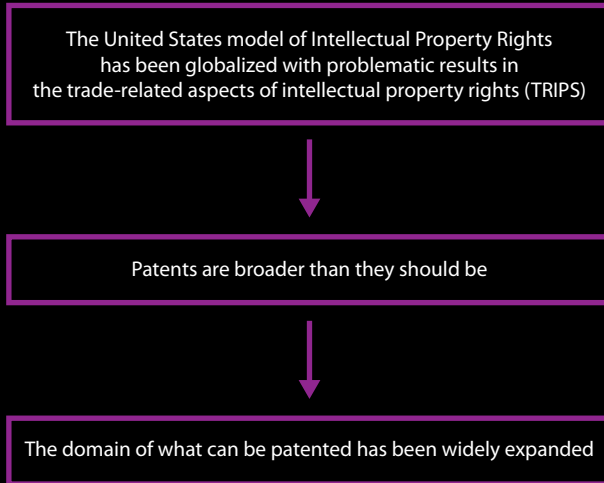 The United States model of Intellectual Property Rights
has been globalized with problematic results in
the trade-related aspects of intellectual property rights (TRIPS)
Patents are broader than they should be
The domain of what can be patented has been widely expanded